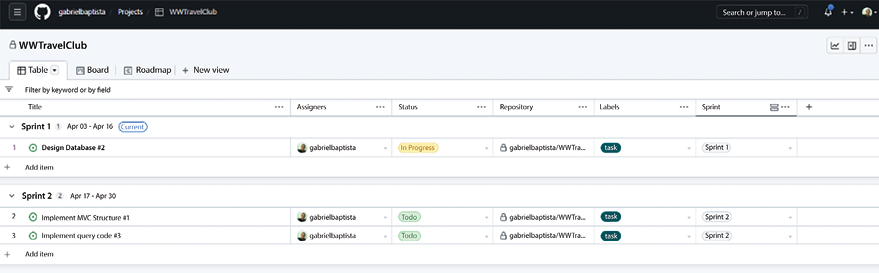 gabrielbaptista / Projects / WWTravelClub Search or jump to... /
WWTravelClub
Table Board Roadmap + New view
Filter by keyword or by field
Title ... Assigners ... Status ... Repository ... Labels ... Sprint ... +
Sprint 1 1 Apr 03 - Apr 16 Current
1 Design Database #2 gabrielbaptista In Progress gabrielbaptista/WWTra... task Sprint 1
+ Add item
Sprint 2 2 Apr 17 - Apr 30
2 Implement MVC Structure #1 gabrielbaptista Todo gabrielbaptista/WWTra... task Sprint 2
3 Implement query code #3 gabrielbaptista Todo gabrielbaptista/WWTra... task Sprint 2
+ Add item